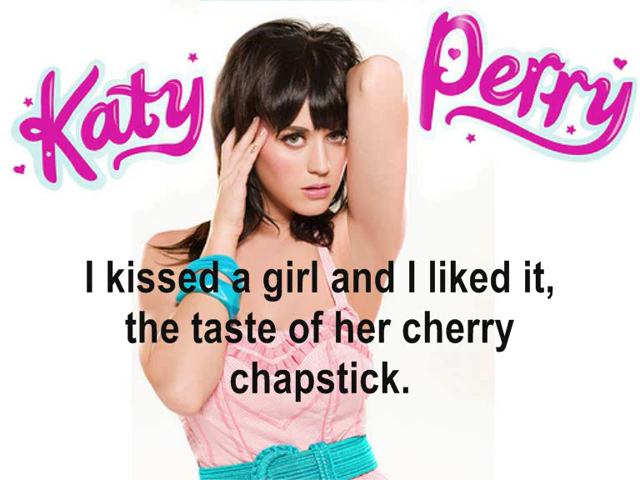 Katy Perry
I kissed a girl and I liked it,
the taste of her cherry
chapstick.